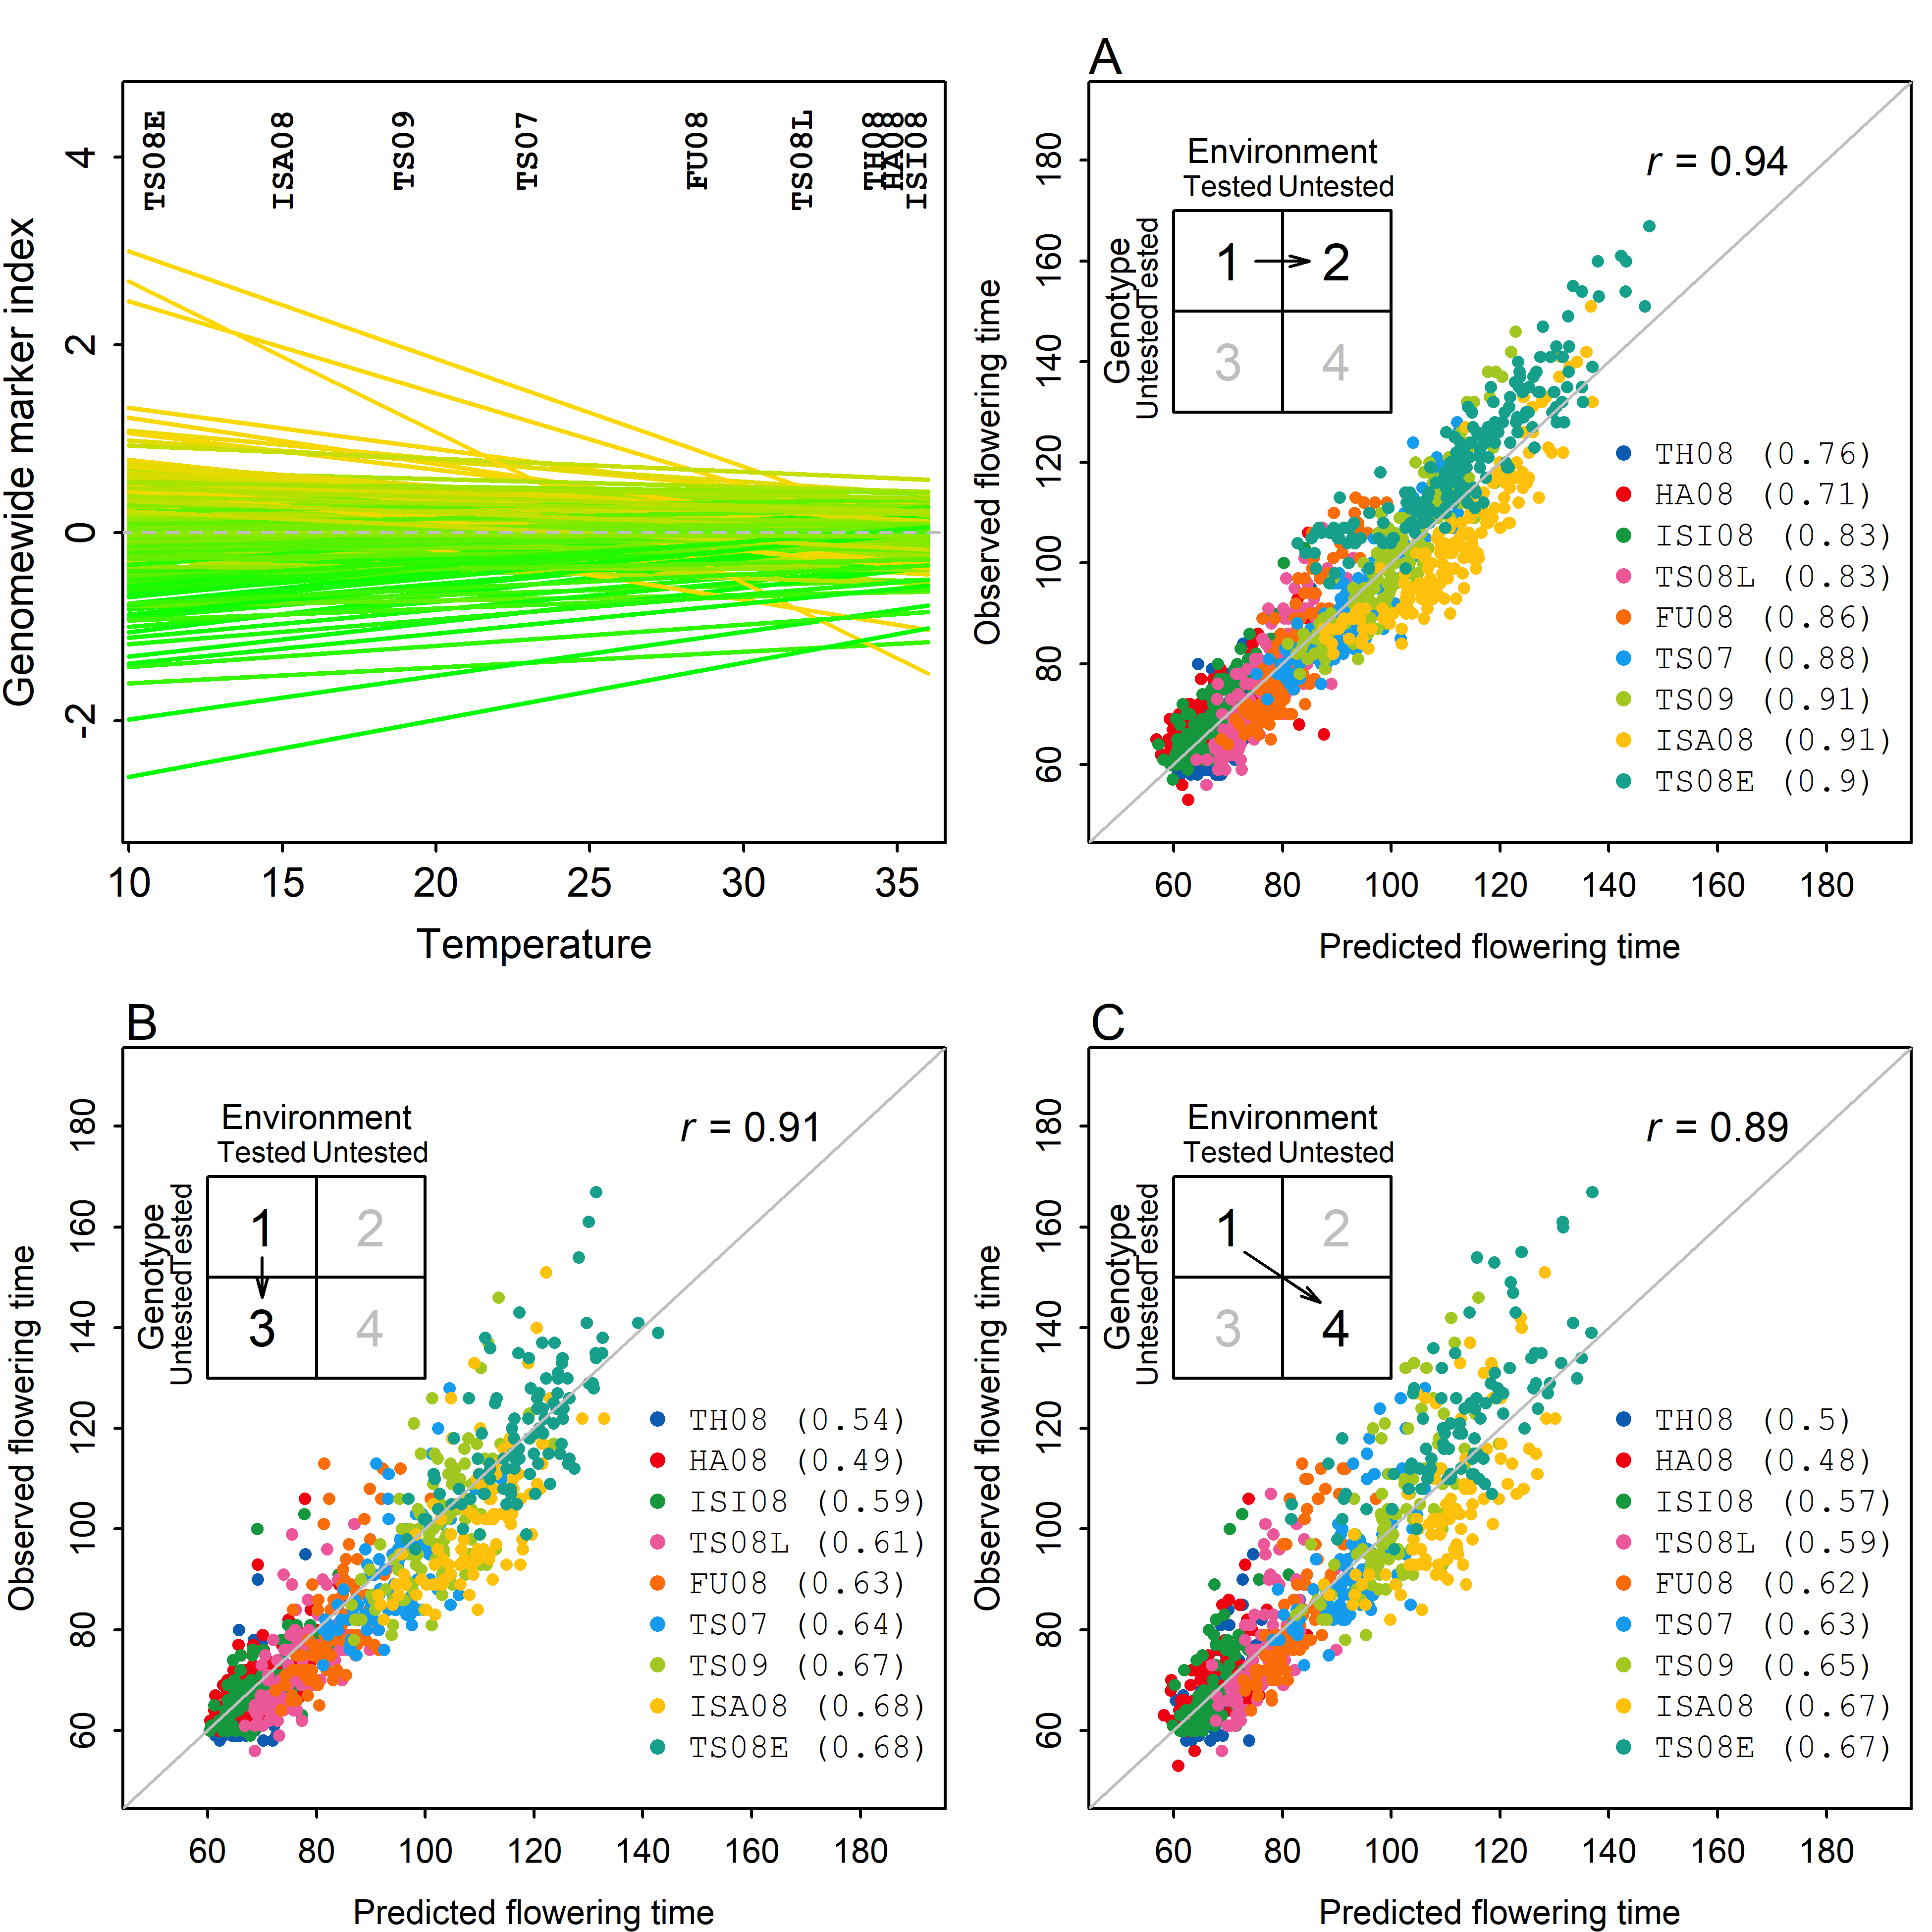 TS08E
ISA08
TS09
TS07
FU08
TS08L
TH08
HA08
ISI08
Genomewide marker index
4
2
0
-2
10 15 20 25 30 35
Temperature
A
Environment
Tested Untested
Genotype
Untested Tested
1 2
3 4
r = 0.94
Observed flowering time
180
160
140
120
100
80
60
TH08 (0.76)
HA08 (0.71)
ISI08 (0.83)
TS08L (0.83)
FU08 (0.86)
TS07 (0.88)
TS09 (0.91)
ISA08 (0.91)
TS08E (0.9)
60 80 100 120 140 160 180
Predicted flowering time
B
Environment
Tested Untested
Genotype
Untested Tested
1 2
3 4
r = 0.91
Observed flowering time
180
160
140
120
100
80
60
TH08 (0.54)
HA08 (0.49)
ISI08 (0.59)
TS08L (0.61)
FU08 (0.63)
TS07 (0.64)
TS09 (0.67)
ISA08 (0.68)
TS08E (0.68)
60 80 100 120 140 160 180
Predicted flowering time
C
Environment
Tested Untested
Genotype
Untested Tested
1 2
3 4
r = 0.89
Observed flowering time
180
160
140
120
100
80
60
TH08 (0.5)
HA08 (0.48)
ISI08 (0.57)
TS08L (0.59)
FU08 (0.62)
TS07 (0.63)
TS09 (0.65)
ISA08 (0.67)
TS08E (0.67)
60 80 100 120 140 160 180
Predicted flowering time